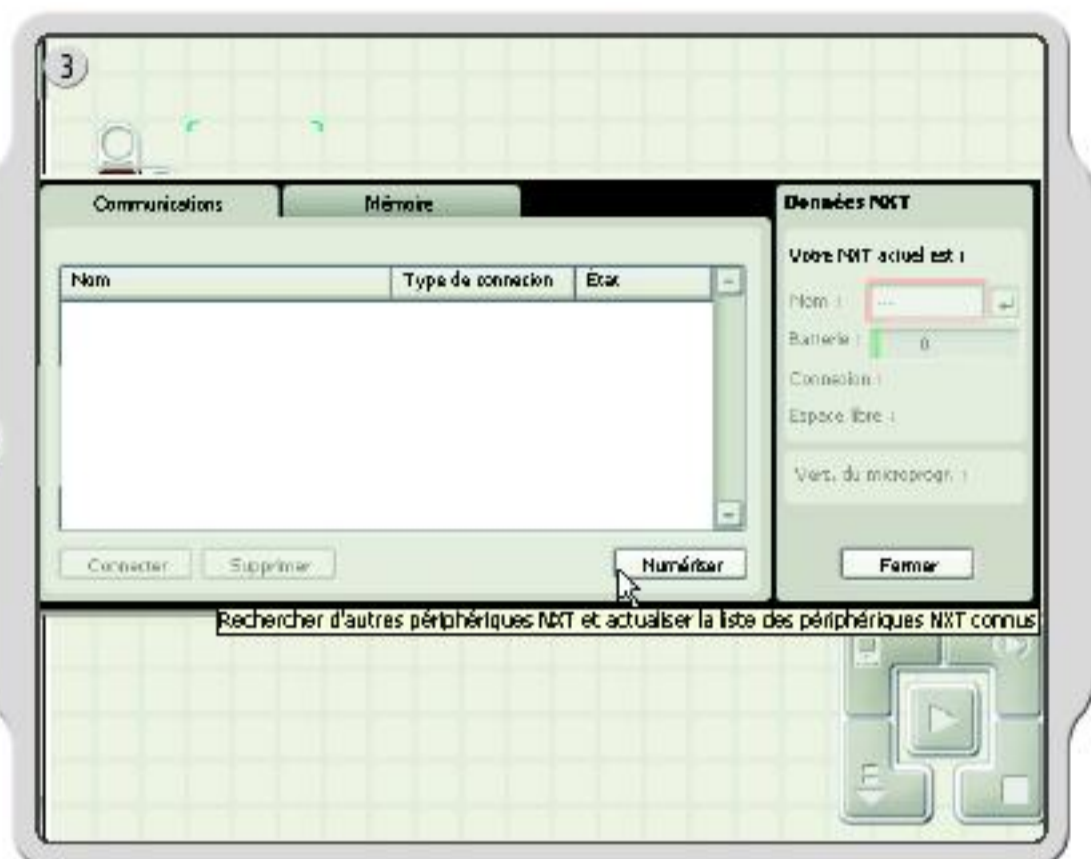 3
Communications
Mémoire
Données NXT
Votre NXT actuel est :
Nom
Type de connexion
État
Nom :
---
Batterie :
0
Connexion :
Espace libre :
Vers. du microprogr. :
Connecter
Supprimer
Numériser
Fermer
Rechercher d'autres périphériques NXT et actualiser la liste des périphériques NXT connus